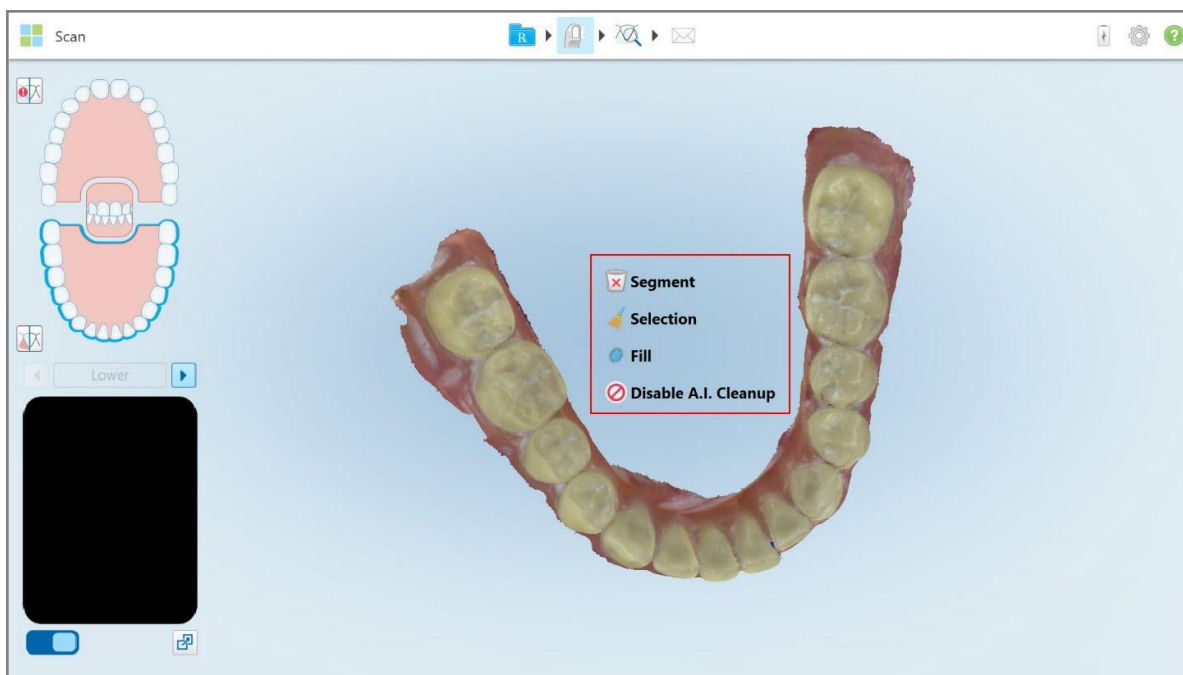 Scan
R
?
Lower
Segment
Selection
Fill
Disable A.I. Cleanup